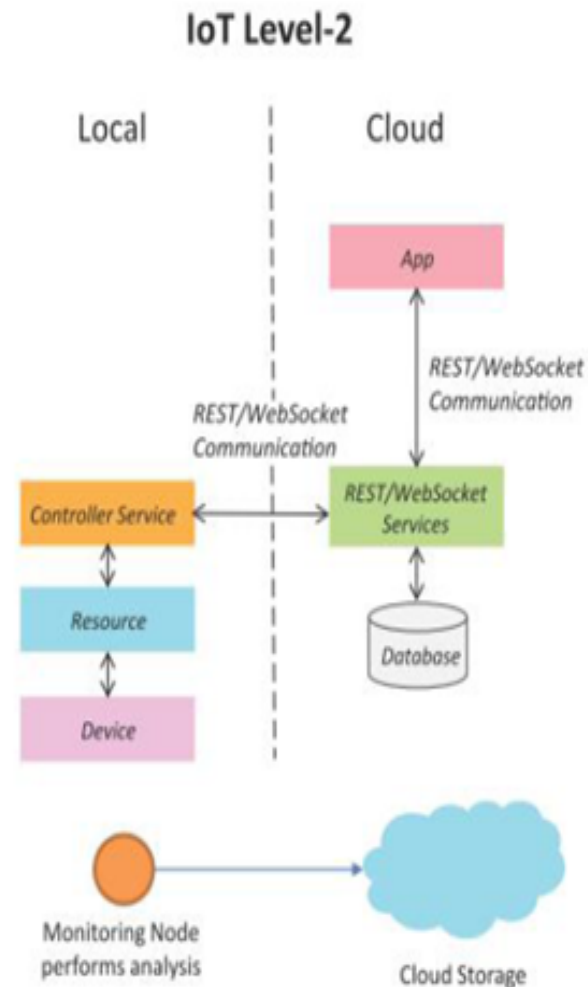 IoT Level-2
Local
Cloud
App
REST/WebSocket
Communication
REST/WebSocket
Communication
Controller Service
REST/WebSocket
Services
Resource
Database
Device
Monitoring Node
performs analysis
Cloud Storage